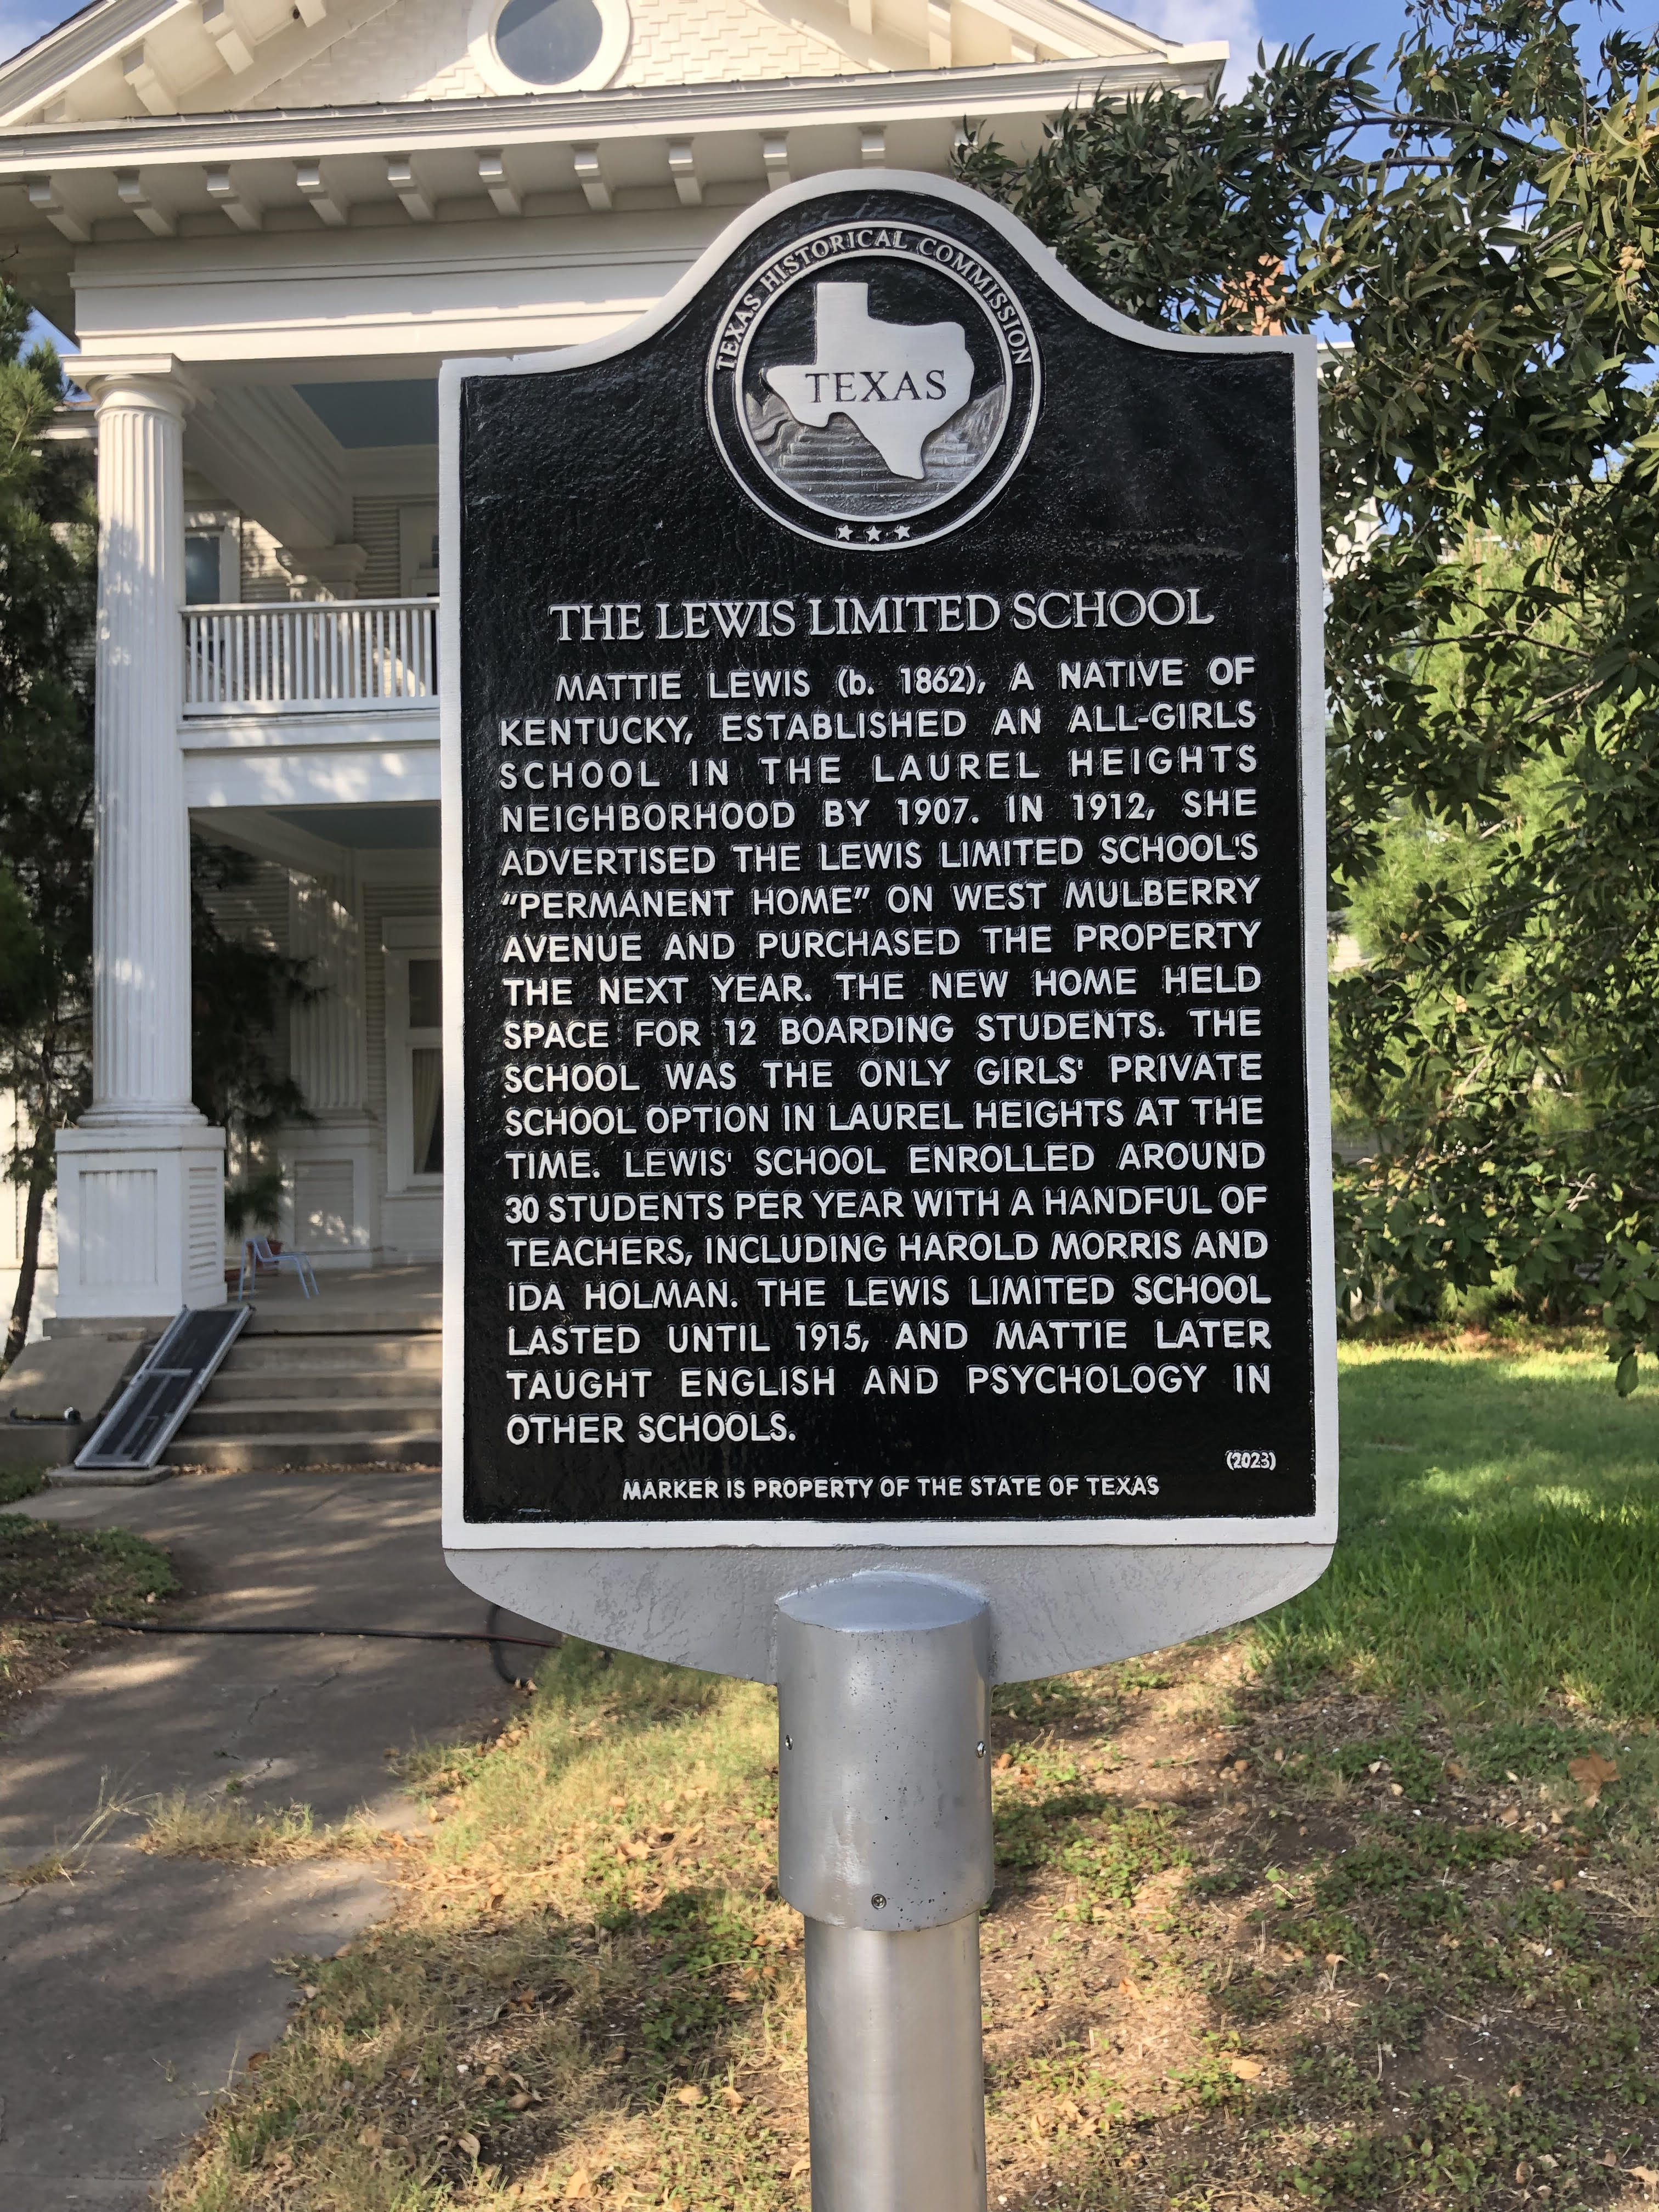 TEXAS HISTORICAL COMMISSION
TEXAS
THE LEWIS LIMITED SCHOOL
MATTIE LEWIS (b. 1862), A NATIVE OF
KENTUCKY, ESTABLISHED AN ALL-GIRLS
SCHOOL IN THE LAUREL HEIGHTS
NEIGHBORHOOD BY 1907. IN 1912, SHE
ADVERTISED THE LEWIS LIMITED SCHOOL'S
"PERMANENT HOME" ON WEST MULBERRY
AVENUE AND PURCHASED THE PROPERTY
THE NEXT YEAR. THE NEW HOME HELD
SPACE FOR 12 BOARDING STUDENTS. THE
SCHOOL WAS THE ONLY GIRLS' PRIVATE
SCHOOL OPTION IN LAUREL HEIGHTS AT THE
TIME. LEWIS' SCHOOL ENROLLED AROUND
30 STUDENTS PER YEAR WITH A HANDFUL OF
TEACHERS, INCLUDING HAROLD MORRIS AND
IDA HOLMAN. THE LEWIS LIMITED SCHOOL
LASTED UNTIL 1915, AND MATTIE LATER
TAUGHT ENGLISH AND PSYCHOLOGY IN
OTHER SCHOOLS.
(2023)
MARKER IS PROPERTY OF THE STATE OF TEXAS